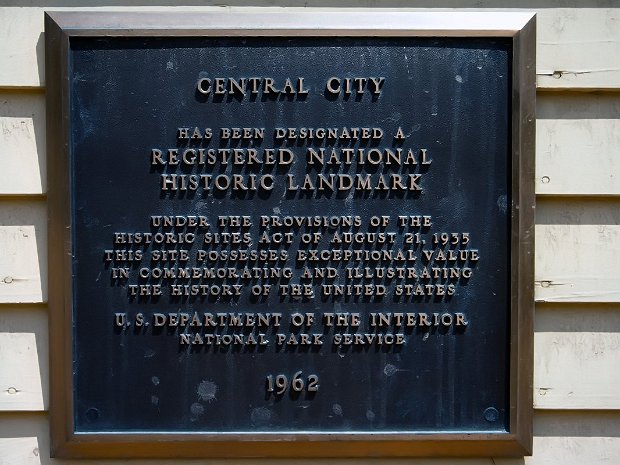 CENTRAL CITY
HAS BEEN DESIGNATED A
REGISTERED NATIONAL
HISTORIC LANDMARK
UNDER THE PROVISIONS OF THE
HISTORIC SITES ACT OF AUGUST 21, 1935
THIS SITE POSSESSES EXCEPTIONAL VALUE
IN COMMEMORATING AND ILLUSTRATING
THE HISTORY OF THE UNITED STATES
U. S. DEPARTMENT OF THE INTERIOR
NATIONAL PARK SERVICE
1962